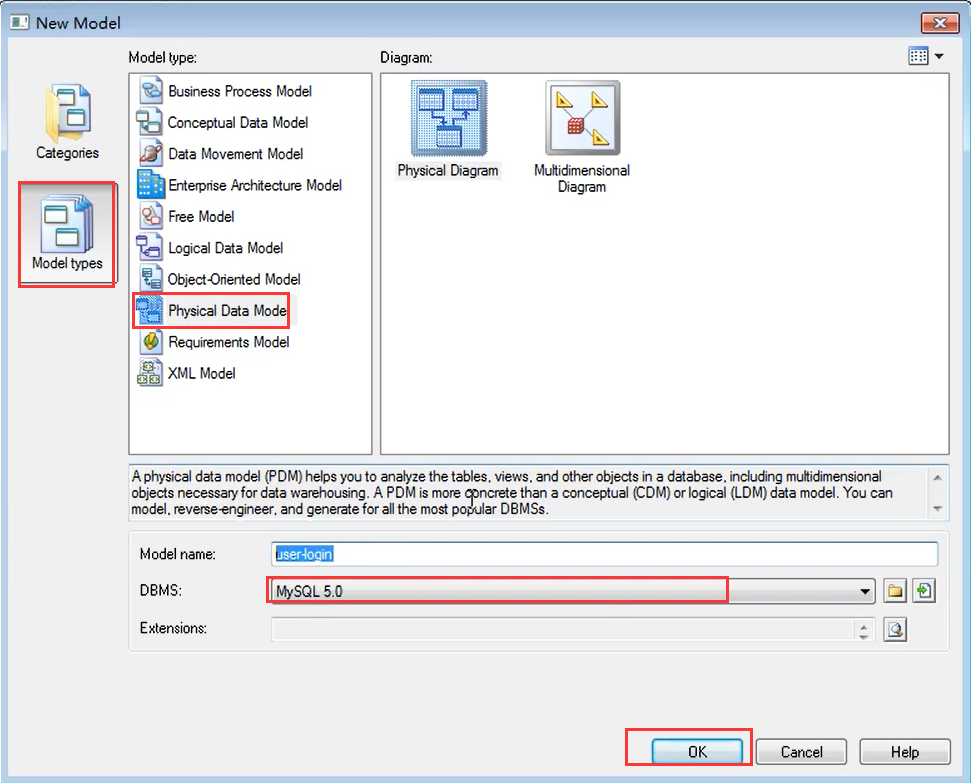 New Model
Model type:
Diagram:
Categories
Model types
Business Process Model
Conceptual Data Model
Data Movement Model
Enterprise Architecture Model
Free Model
Logical Data Model
Object-Oriented Model
Physical Data Model
Requirements Model
XML Model
Physical Diagram
Multidimensional
Diagram
A physical data model (PDM) helps you to analyze the tables, views, and other objects in a database, including multidimensional
objects necessary for data warehousing. A PDM is more concrete than a conceptual (CDM) or logical (LDM) data model. You can
model, reverse-engineer, and generate for all the most popular DBMSs.
Model name:
user-login
DBMS:
MySQL 5.0
Extensions:
OK
Cancel
Help